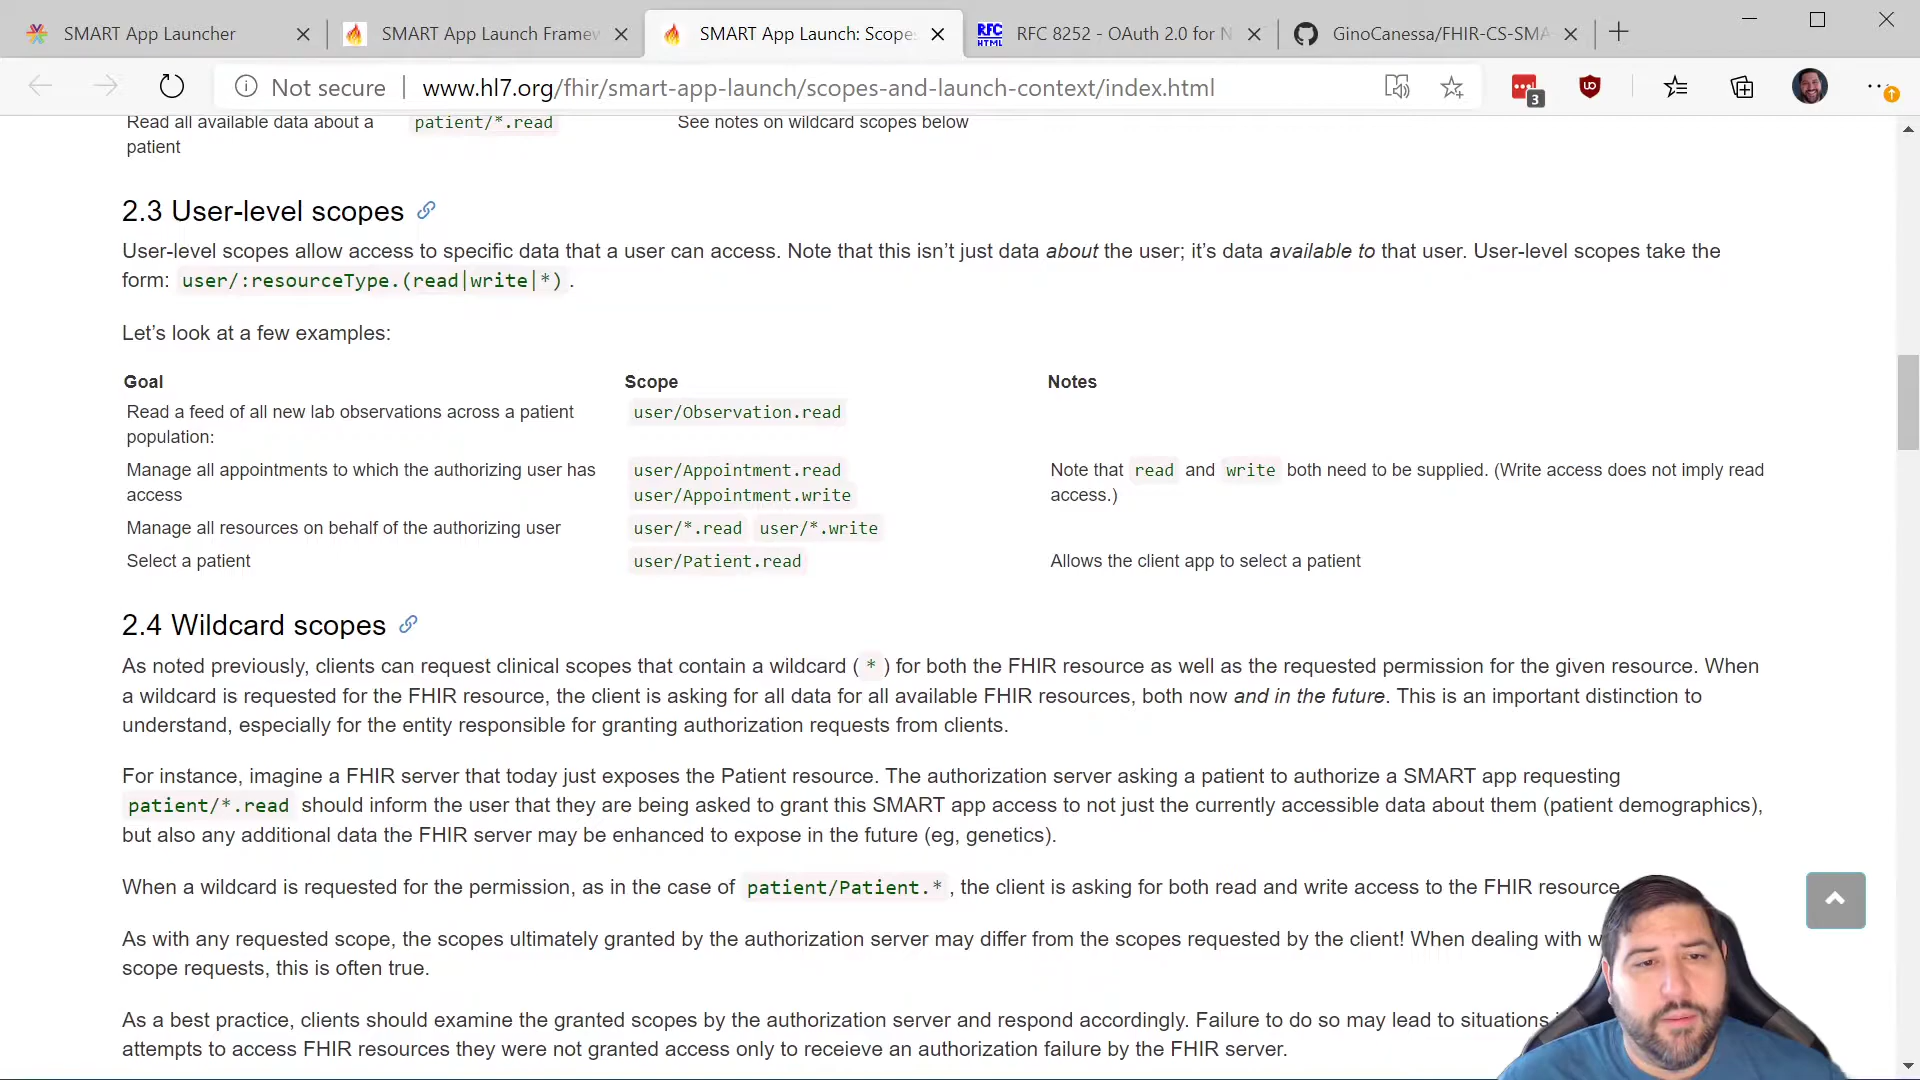 SMART App Launcher
SMART App Launch Framew
SMART App Launch: Scopes
RFC HTML
RFC 8252 - OAuth 2.0 for N
GinoCanessa/FHIR-CS-SMA
Not secure
www.hl7.org/fhir/smart-app-launch/scopes-and-launch-context/index.html
3
Read all available data about a patient/*.read See notes on wildcard scopes below
patient
2.3 User-level scopes
User-level scopes allow access to specific data that a user can access. Note that this isn’t just data about the user; it’s data available to that user. User-level scopes take the
form: user/:resourceType.(read|write|*) .
Let’s look at a few examples:
Goal Scope Notes
Read a feed of all new lab observations across a patient user/Observation.read
population:
Manage all appointments to which the authorizing user has user/Appointment.read Note that read and write both need to be supplied. (Write access does not imply read
access user/Appointment.write access.)
Manage all resources on behalf of the authorizing user user/*.read user/*.write
Select a patient user/Patient.read Allows the client app to select a patient
2.4 Wildcard scopes
As noted previously, clients can request clinical scopes that contain a wildcard ( * ) for both the FHIR resource as well as the requested permission for the given resource. When
a wildcard is requested for the FHIR resource, the client is asking for all data for all available FHIR resources, both now and in the future. This is an important distinction to
understand, especially for the entity responsible for granting authorization requests from clients.
For instance, imagine a FHIR server that today just exposes the Patient resource. The authorization server asking a patient to authorize a SMART app requesting
patient/*.read should inform the user that they are being asked to grant this SMART app access to not just the currently accessible data about them (patient demographics),
but also any additional data the FHIR server may be enhanced to expose in the future (eg, genetics).
When a wildcard is requested for the permission, as in the case of patient/Patient.* , the client is asking for both read and write access to the FHIR resource
As with any requested scope, the scopes ultimately granted by the authorization server may differ from the scopes requested by the client! When dealing with w
scope requests, this is often true.
As a best practice, clients should examine the granted scopes by the authorization server and respond accordingly. Failure to do so may lead to situations
attempts to access FHIR resources they were not granted access only to receieve an authorization failure by the FHIR server.